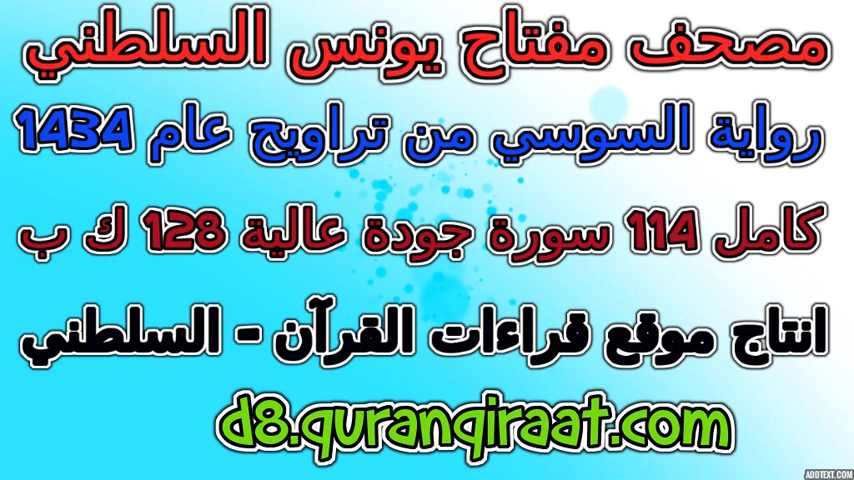 مصحف مفتاح يونس السلطني
رواية السوسي من تراويح عام 1434
كامل 114 سورة جودة عالية 128 ك ب
انتاج موقع قراءات القرآن - السلطني
d8.quranqiraat.com
ADDTEXT.COM